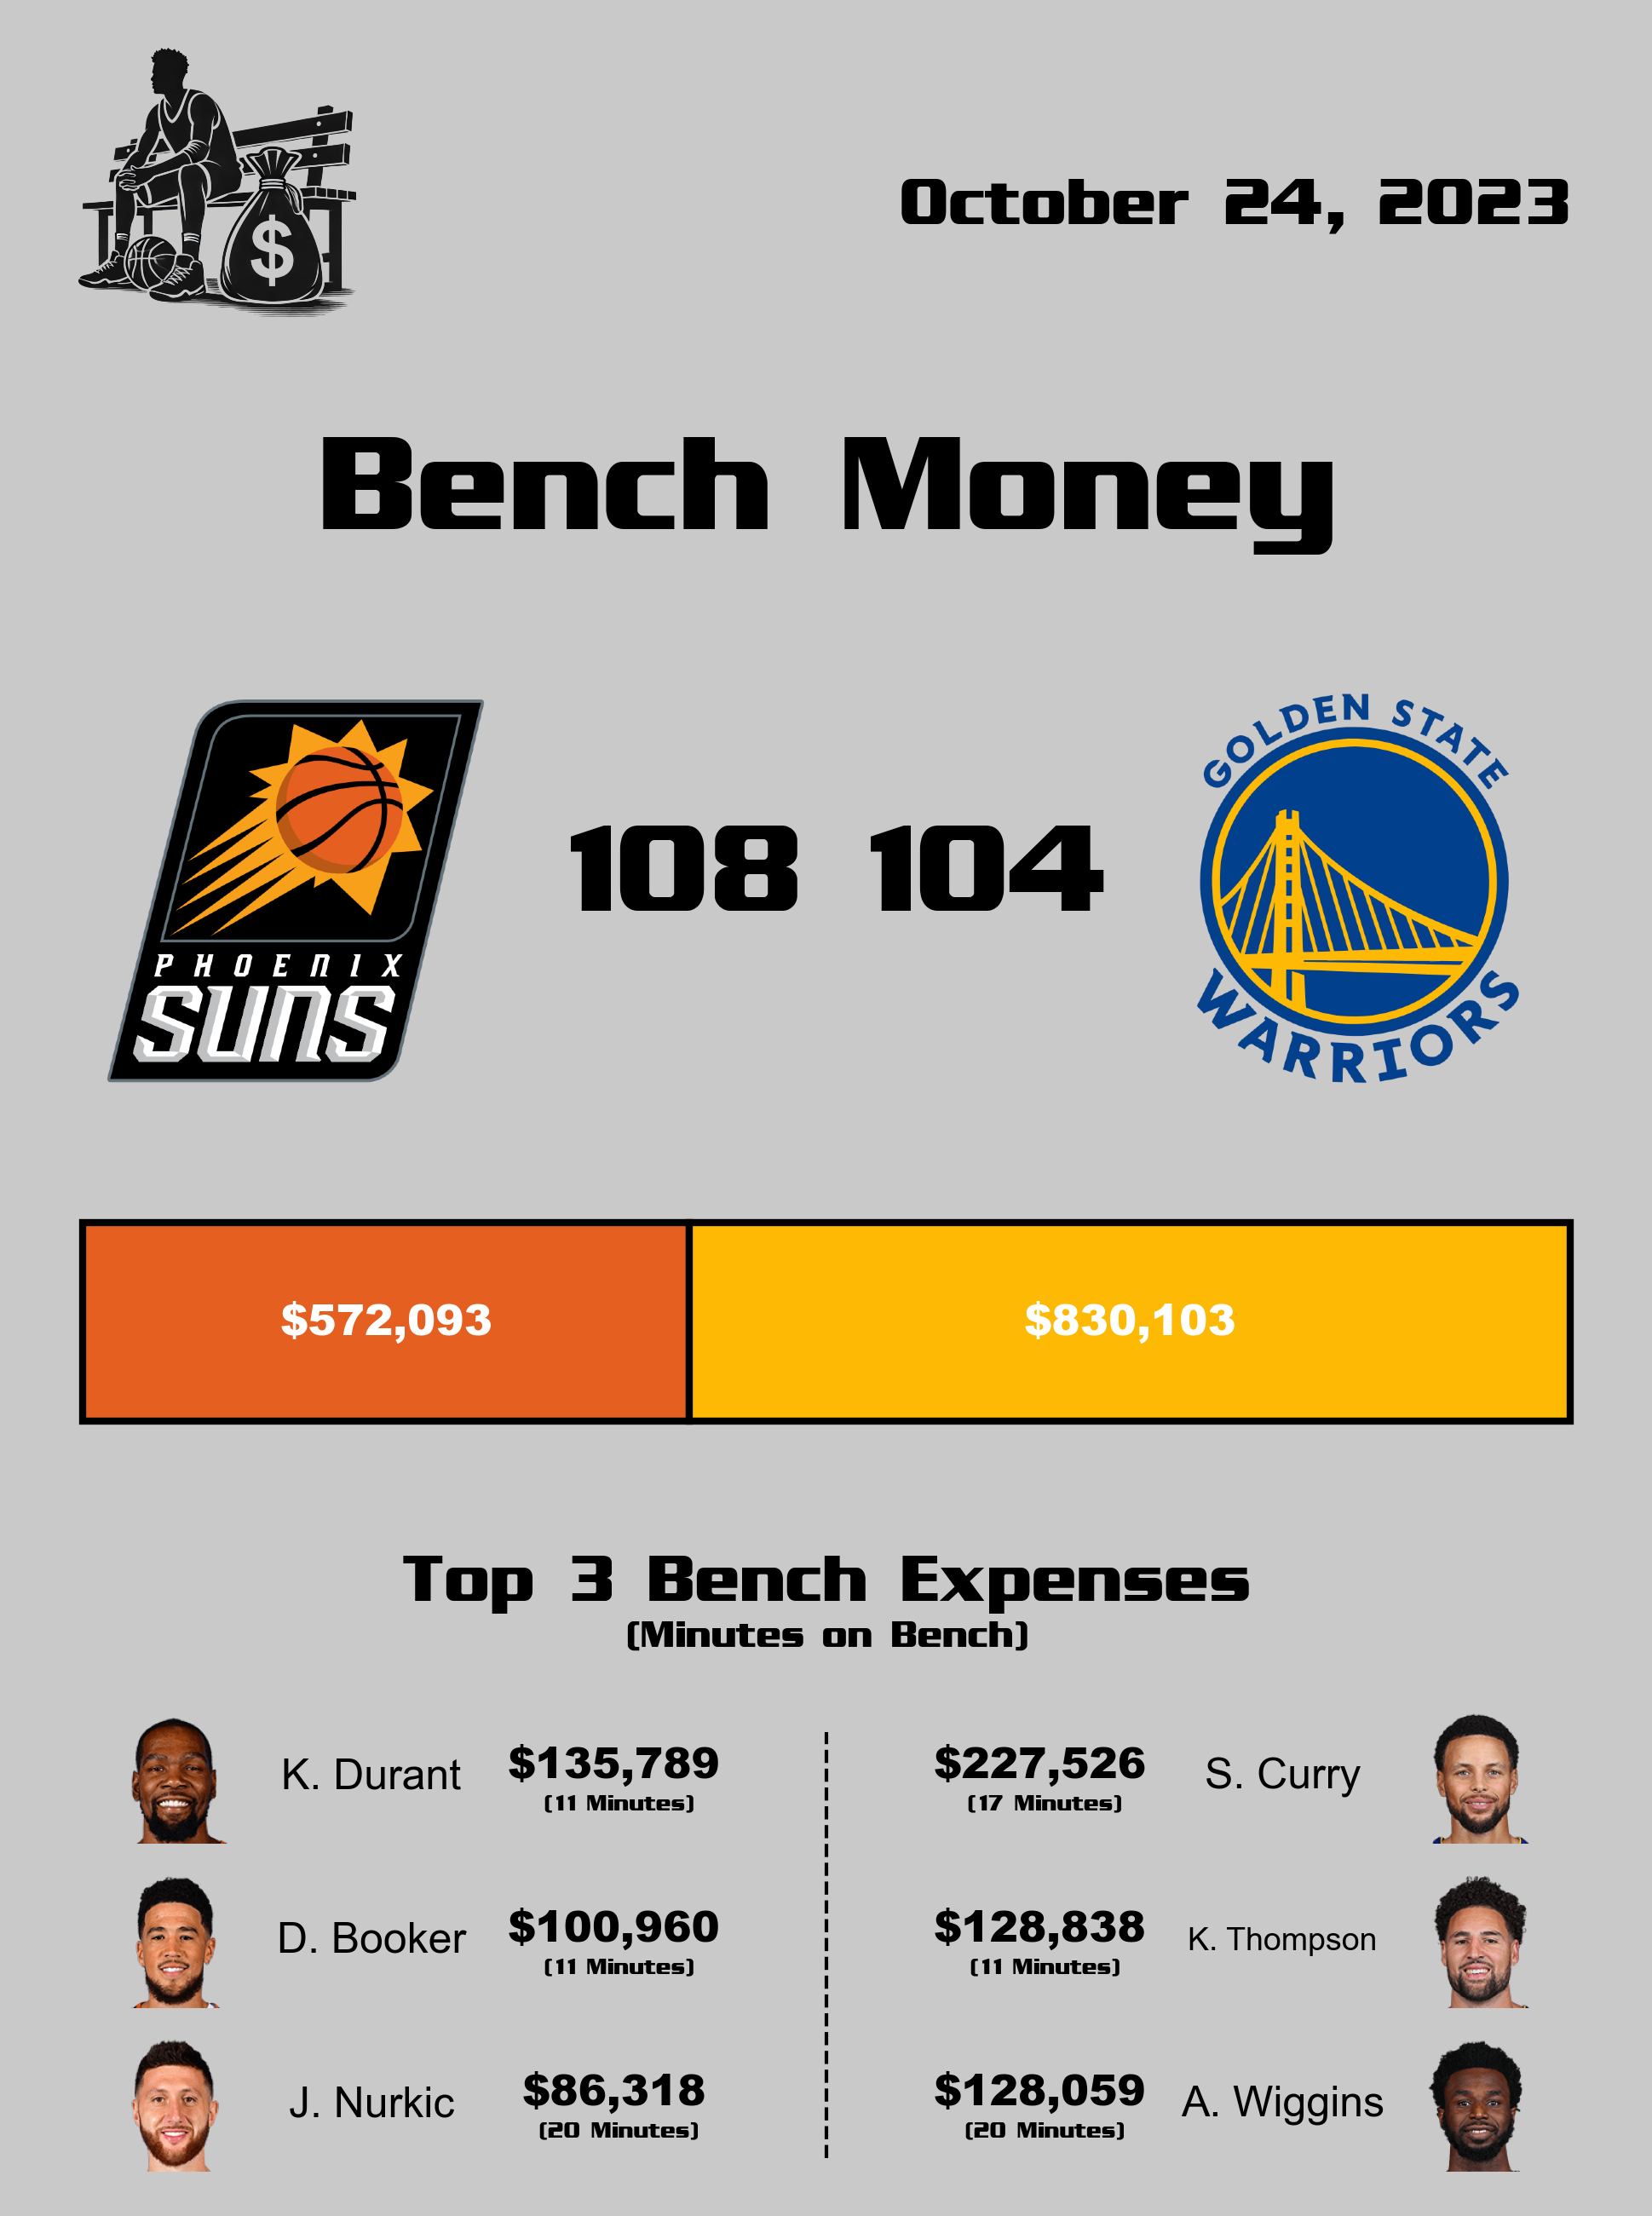 October 24, 2023
$
Bench Money
PHOENIX
SUNS
108 104
GOLDEN STATE
WARRIORS
$572,093 $830,103
Top 3 Bench Expenses
(Minutes on Bench)
K. Durant $135,789 $227,526 S. Curry
(11 Minutes) (17 Minutes)
D. Booker $100,960 $128,838 K. Thompson
(11 Minutes) (11 Minutes)
J. Nurkic $86,318 $128,059 A. Wiggins
(20 Minutes) (20 Minutes)